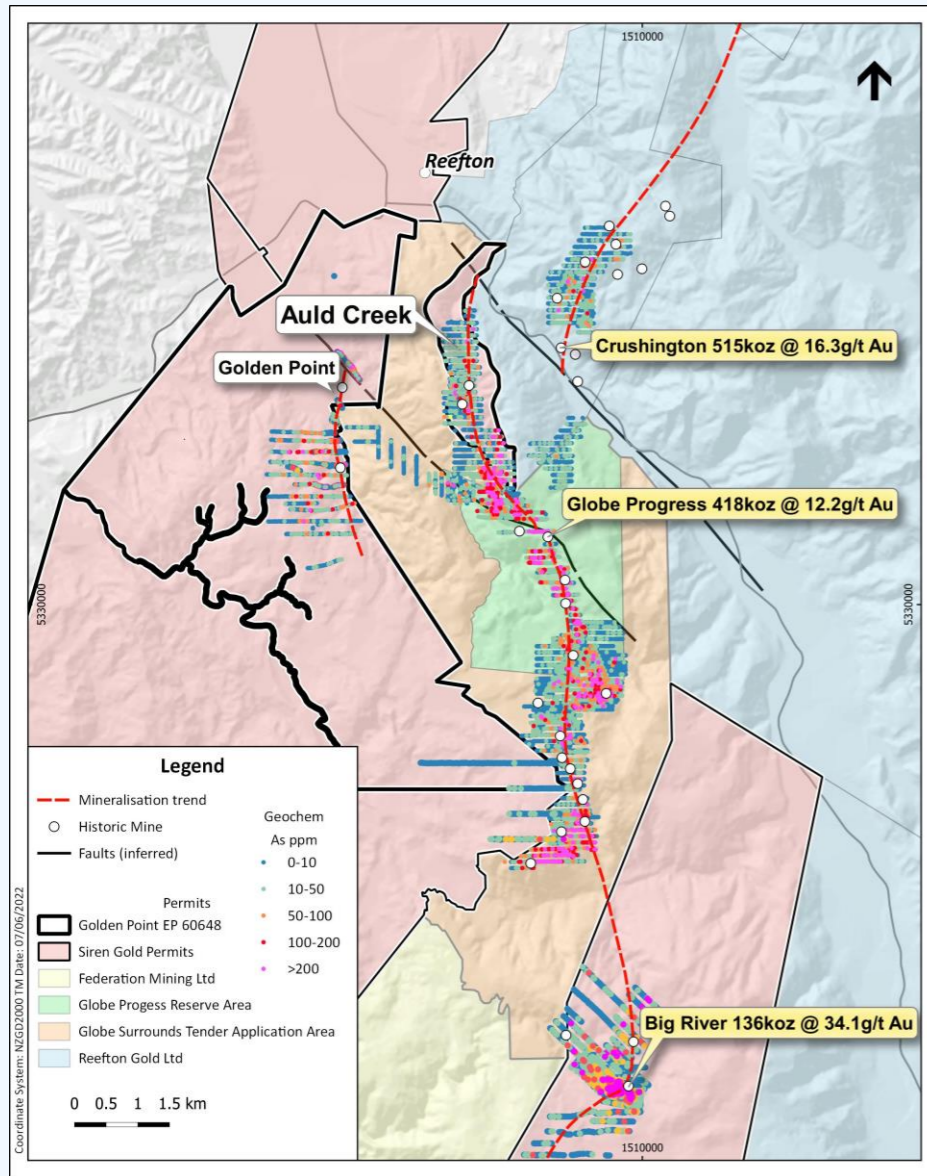 1510000
Reefton
Auld Creek
Golden Point
Crushington 515koz @ 16.3g/t Au
Globe Progress 418koz @ 12.2g/t Au
5330000
5330000
Big River 136koz @ 34.1g/t Au
Legend
Mineralisation trend
Historic Mine
Faults (inferred)
Geochem
As ppm
0-10
10-50
50-100
100-200
>200
Permits
Golden Point EP 60648
Siren Gold Permits
Federation Mining Ltd
Globe Progess Reserve Area
Globe Surrounds Tender Application Area
Reefton Gold Ltd
0 0.5 1 1.5 km
Coordinate System: NZGD2000 TM Date: 07/06/2022
1510000